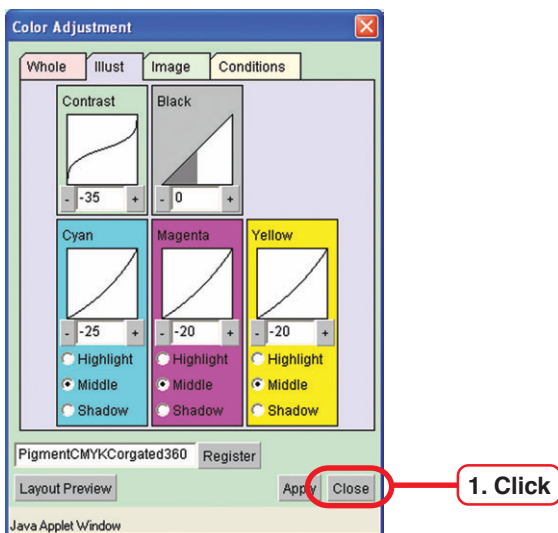 Color Adjustment
Whole Illust Image Conditions
Contrast Black
- -35 + - 0 +
Cyan Magenta Yellow
- -25 + - -20 + - -20 +
Highlight Highlight Highlight
Middle Middle Middle
Shadow Shadow Shadow
PigmentCMYKCorgated360 Register
Layout Preview Apply Close
1. Click
Java Applet Window